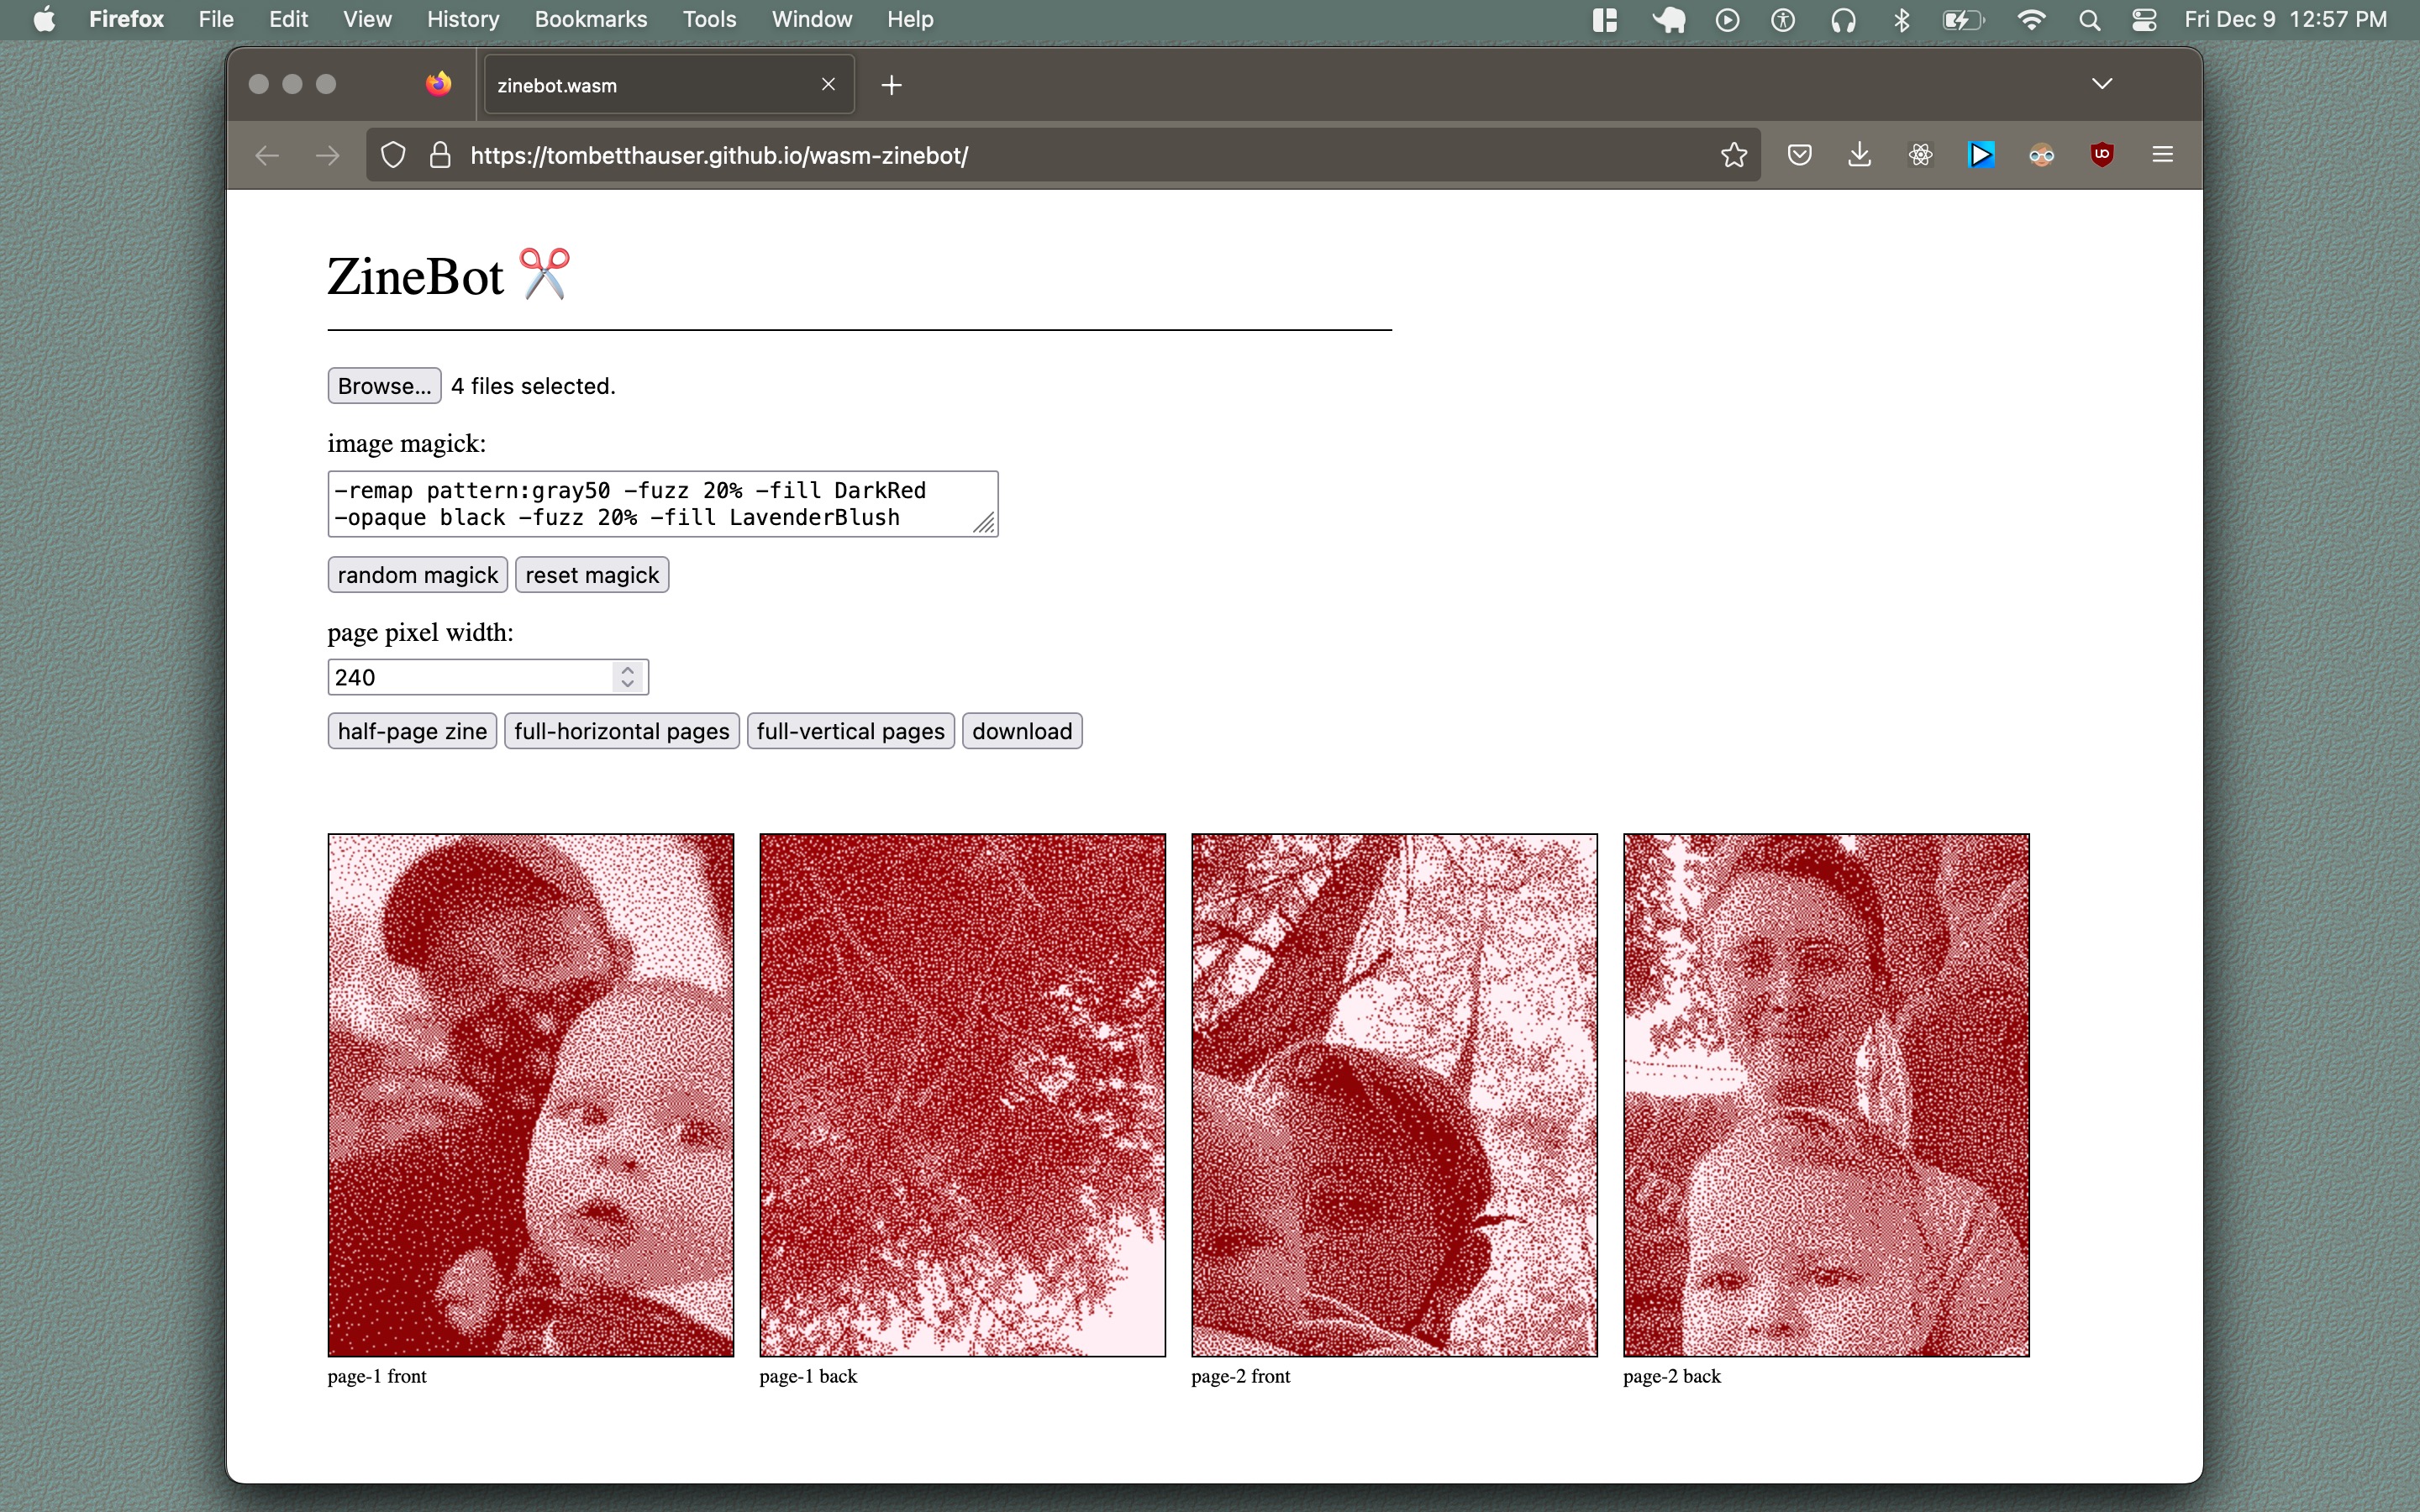 Firefox File Edit View History Bookmarks Tools Window Help Fri Dec 9 12:57 PM
zinebot.wasm
https://tombetthauser.github.io/wasm-zinebot/
ZineBot
Browse... 4 files selected.
image magick:
-remap pattern:gray50 -fuzz 20% -fill DarkRed
-opaque black -fuzz 20% -fill LavenderBlush
random magick reset magick
page pixel width:
240
half-page zine full-horizontal pages full-vertical pages download
page-1 front page-1 back page-2 front page-2 back